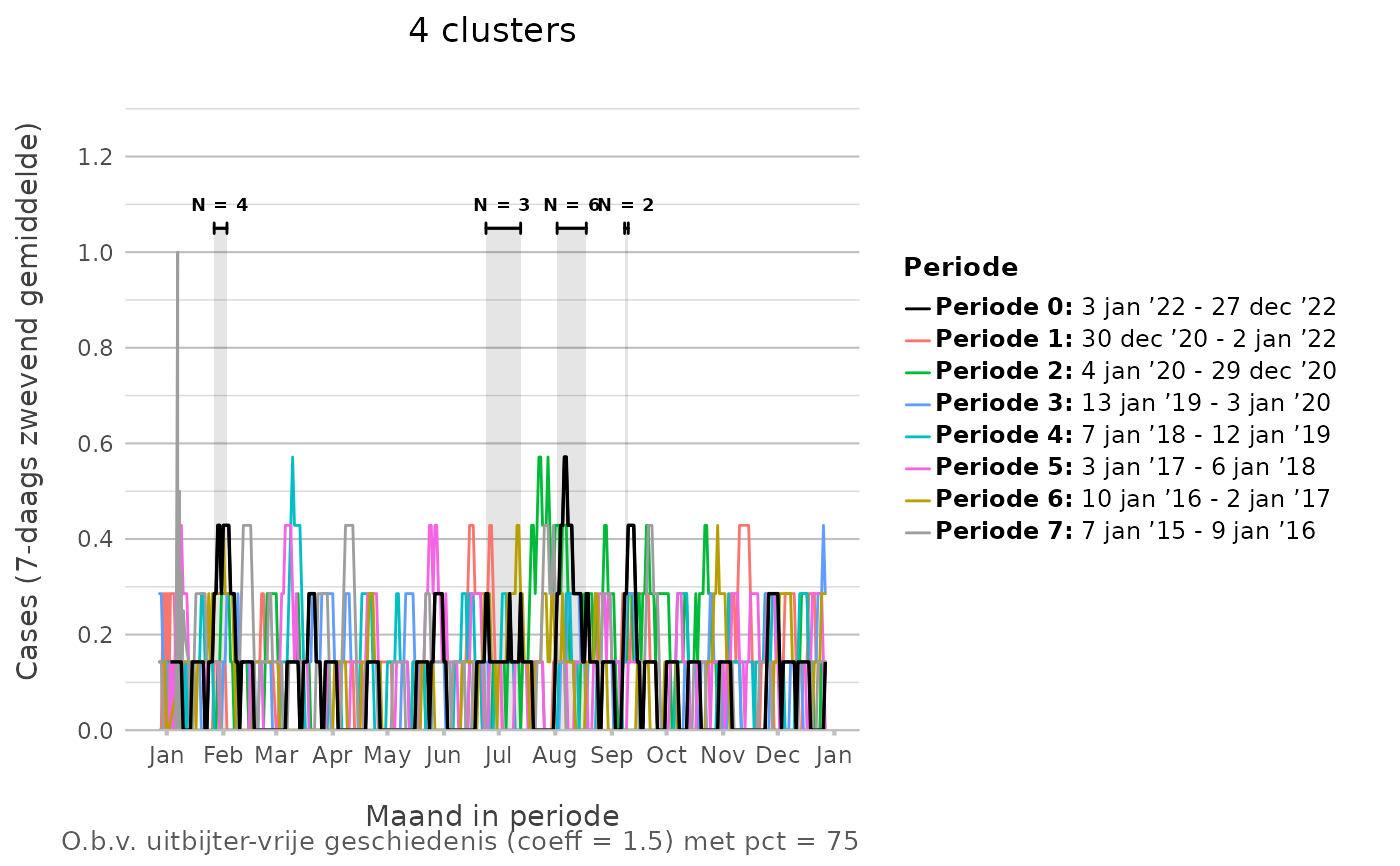 4 clusters
Cases (7-daags zwevend gemiddelde)
1.2
1.0
0.8
0.6
0.4
0.2
0.0
N = 4
N = 3
N = 6
N = 2
Jan Feb Mar Apr May Jun Jul Aug Sep Oct Nov Dec Jan
Maand in periode
O.b.v. uitbijter-vrije geschiedenis (coeff = 1.5) met pct = 75
Periode
Periode 0: 3 jan ’22 - 27 dec ’22
Periode 1: 30 dec ’20 - 2 jan ’22
Periode 2: 4 jan ’20 - 29 dec ’20
Periode 3: 13 jan ’19 - 3 jan ’20
Periode 4: 7 jan ’18 - 12 jan ’19
Periode 5: 3 jan ’17 - 6 jan ’18
Periode 6: 10 jan ’16 - 2 jan ’17
Periode 7: 7 jan ’15 - 9 jan ’16